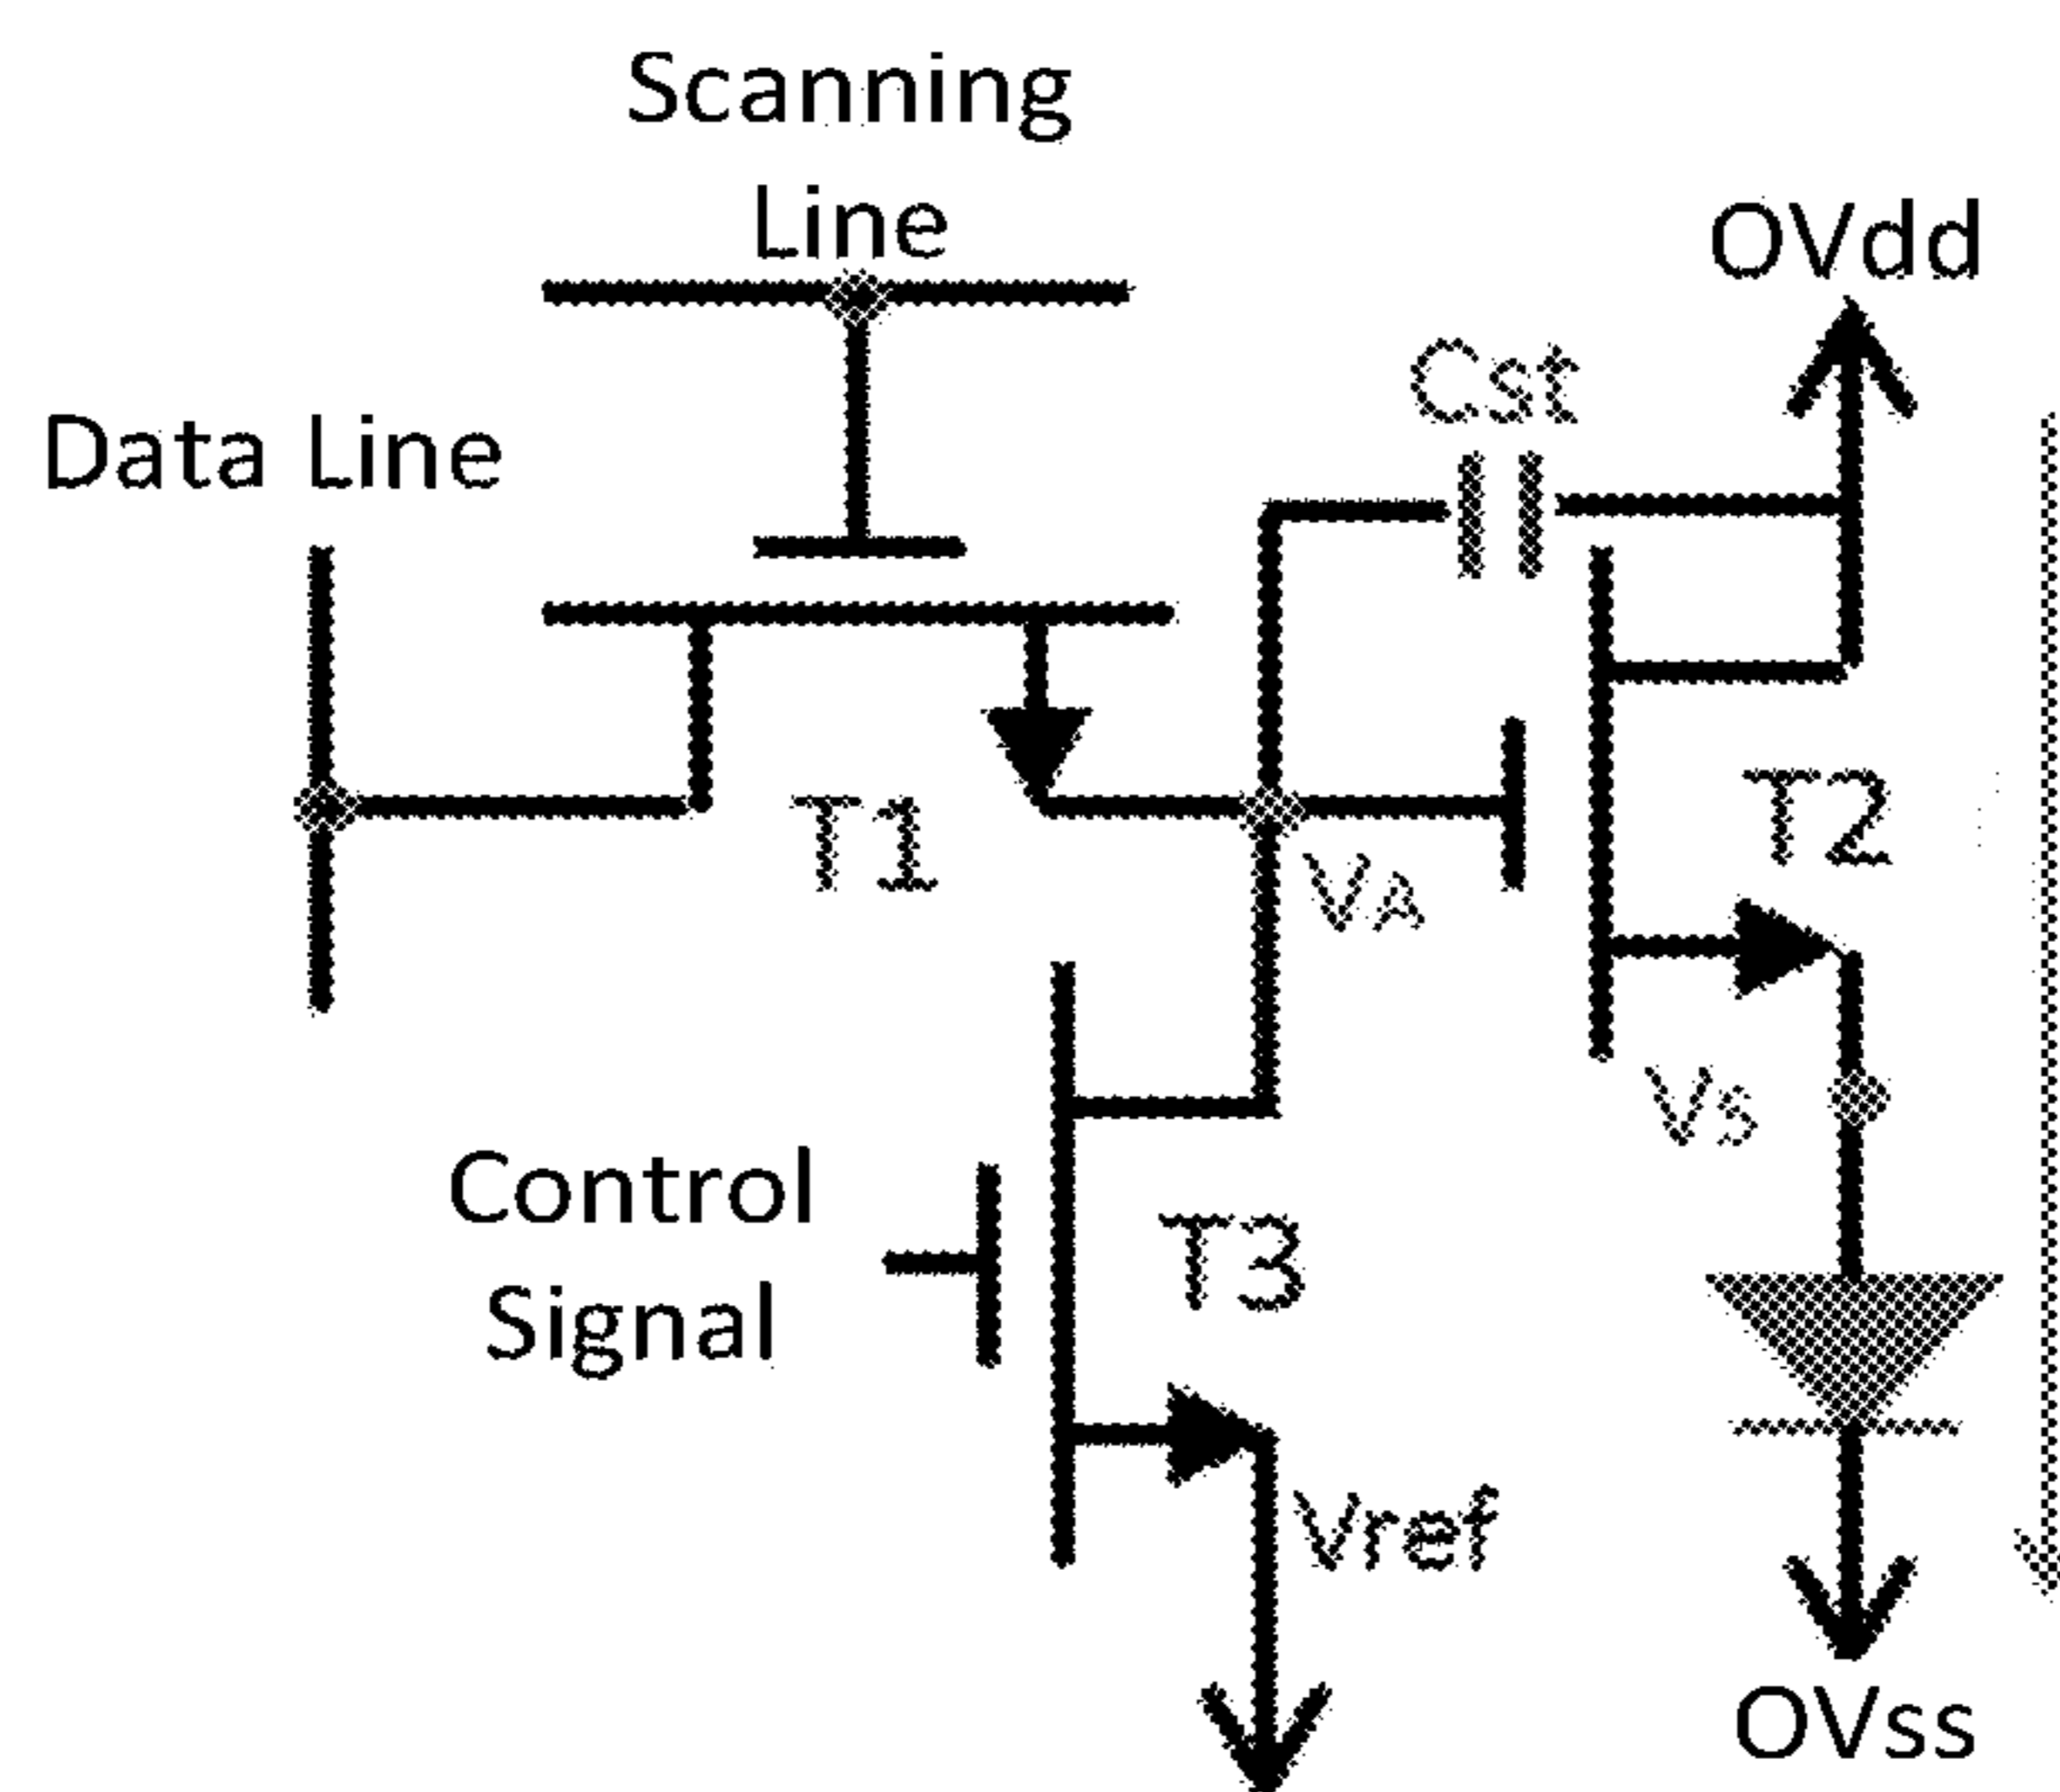 Scanning
Line
OVdd
Cst
Data Line
T1
T2
VA
Vs
Control
Signal
T3
Vref
OVss